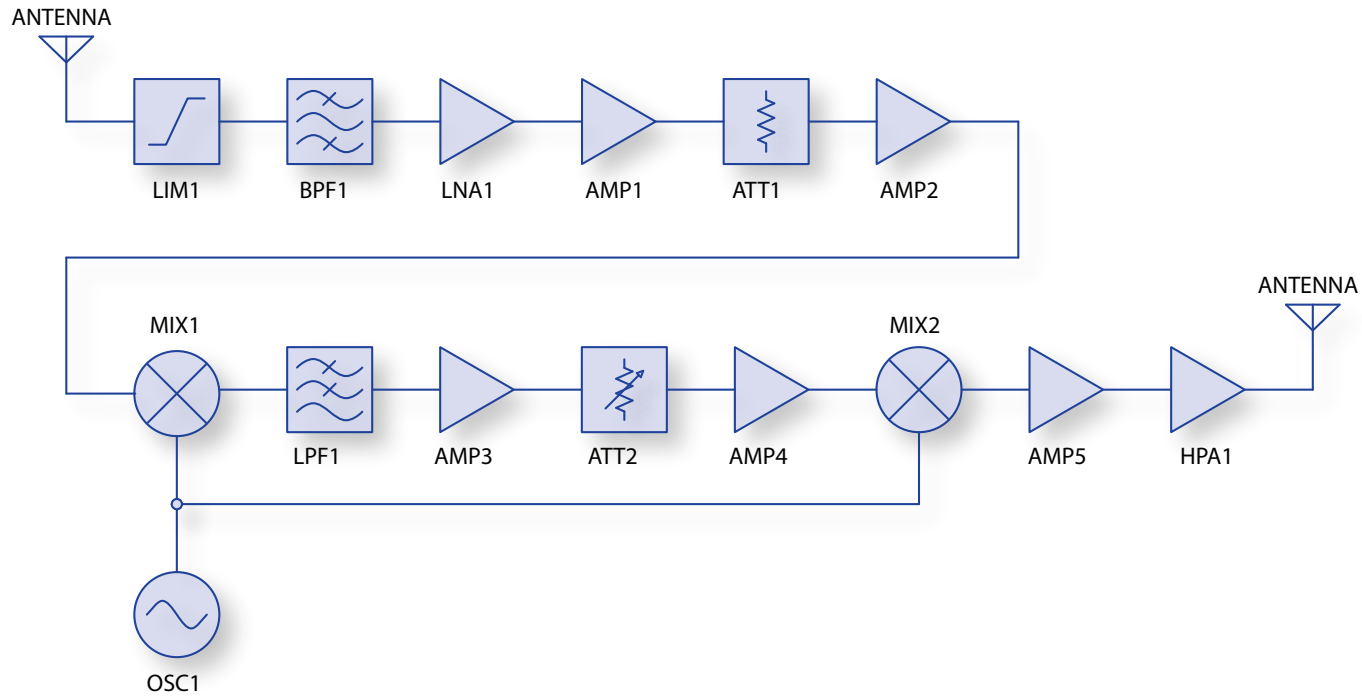 ANTENNA
LIM1
BPF1
LNA1
AMP1
ATT1
AMP2
ANTENNA
MIX1
MIX2
LPF1
AMP3
ATT2
AMP4
AMP5
HPA1
OSC1